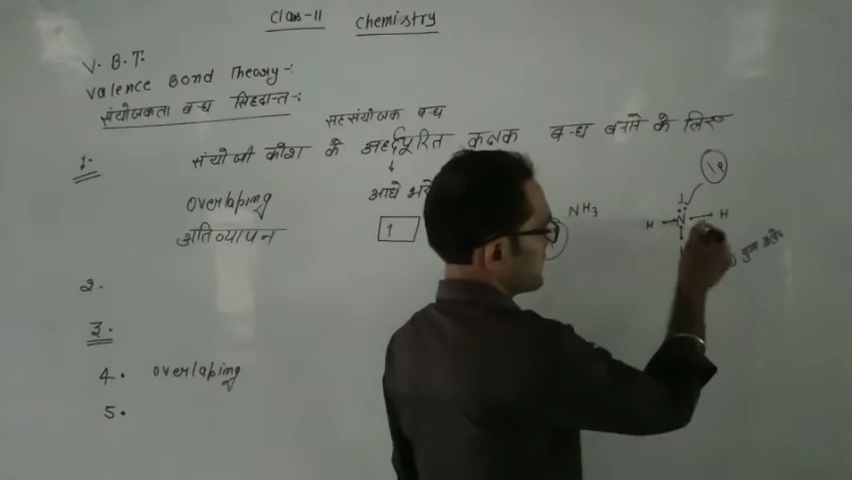 Class-11 Chemistry
V. B. T.
Valence Bond Theory-:
संयोजकता बन्ध सिद्धान्त-:
सहसंयोजक बन्ध
1. संयोजी कोश के अर्द्धपूरित कक्षक बन्ध बनाने के लिए
overlaping
आधे भरे
अतिव्यापन
1
NH3
H N H
2.
3.
4. overlaping
5.